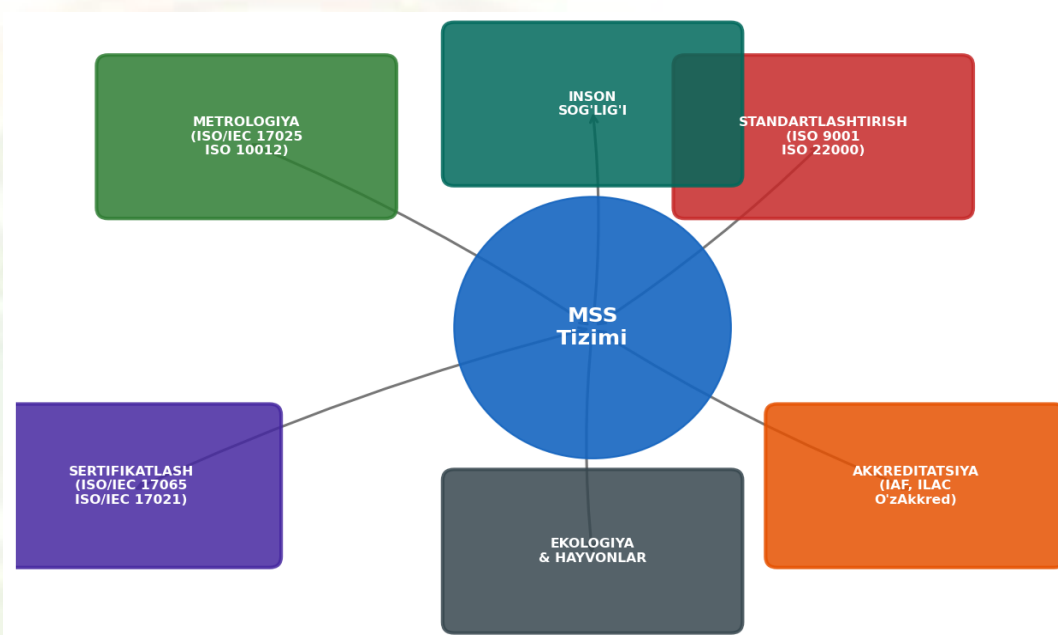 INSON
SOG'LIG'I
METROLOGIYA
(ISO/IEC 17025
ISO 10012)
STANDARTLASHTIRISH
(ISO 9001
ISO 22000)
MSS
Tizimi
SERTIFIKATLASH
(ISO/IEC 17065
ISO/IEC 17021)
AKKREDITATSIYA
(IAF, ILAC
O'zAkkred)
EKOLOGIYA
& HAYVONLAR